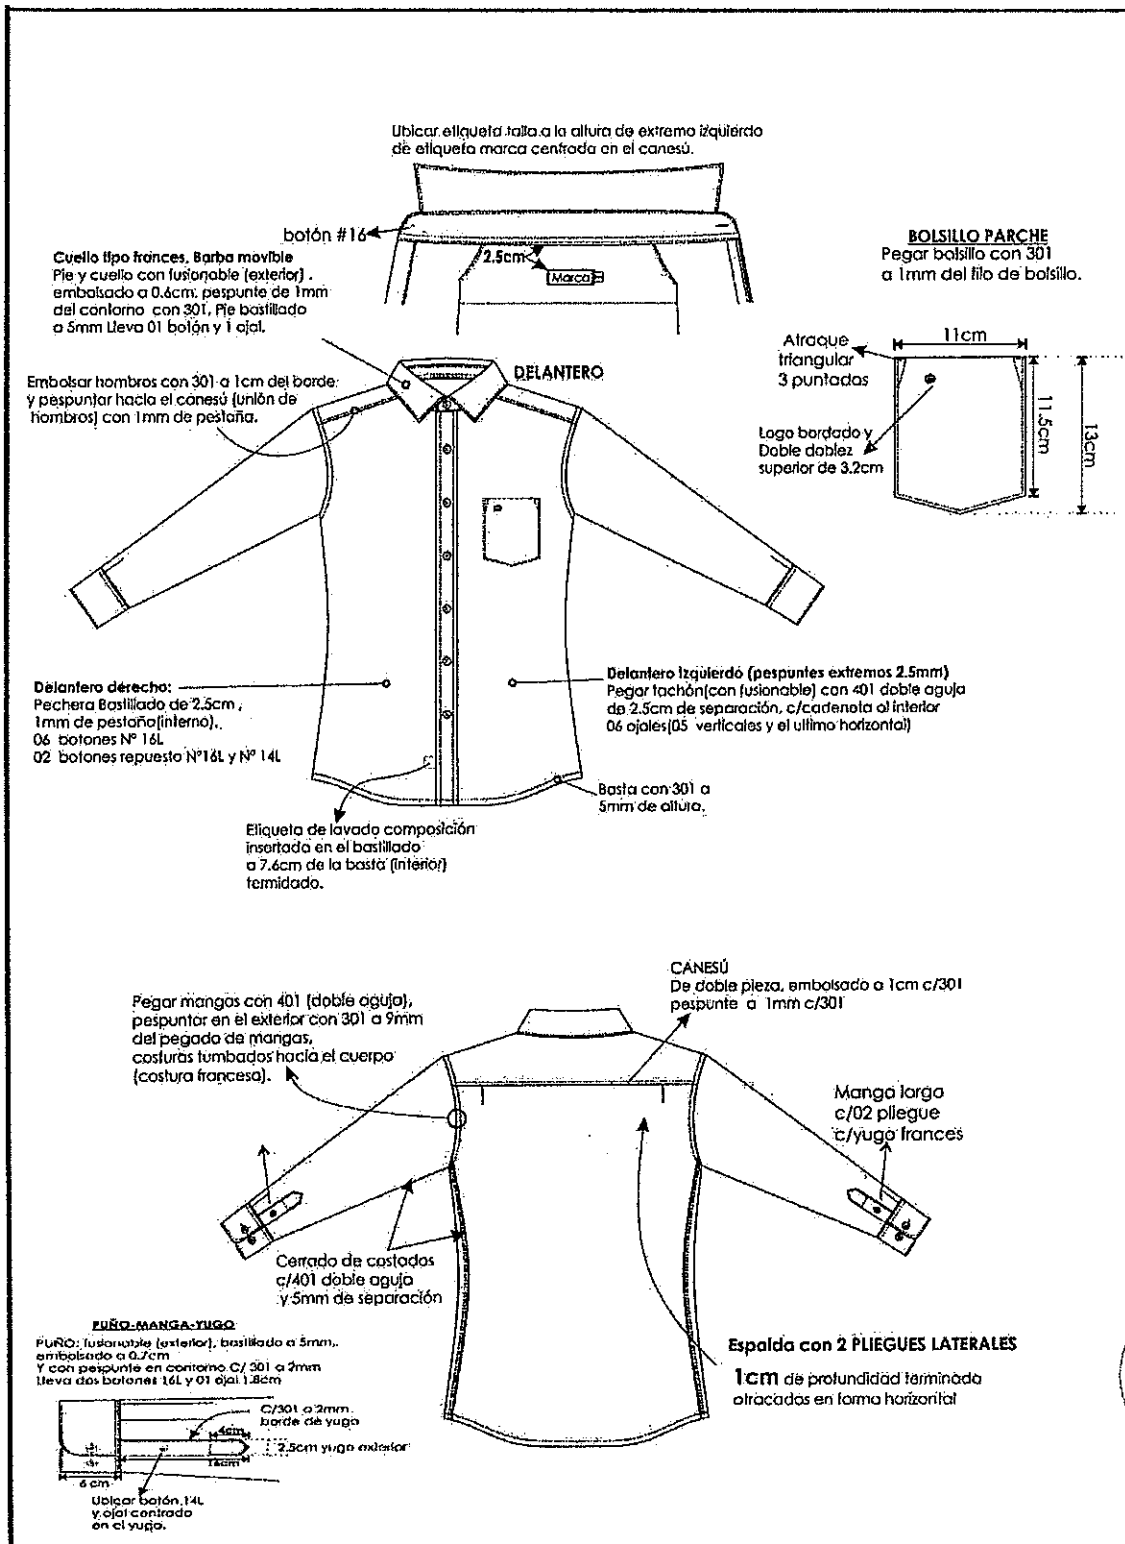 Ubicar etiqueta talla a la altura de extremo izquierdo
de etiqueta marca centrada en el canesú.
botón #16
2.5cm
Marca
Cuello tipo frances, Barba movible
Pie y cuello con fusionable (exterior).
embolsado a 0.6cm. pespunte de 1mm
del contorno con 301, Pie bastillado
a 5mm Lleva 01 botón y 1 ojal.
BOLSILLO PARCHE
Pegar bolsillo con 301
a 1mm del filo de bolsillo.
Atraque
triangular
3 puntadas
11cm
11.5cm
13cm
Logo bordado y
Doble doblez
superior de 3.2cm
DELANTERO
Embolsar hombros con 301 a 1cm del borde
y pespuntar hacia el canesú (unión de
hombros) con 1mm de pestaña.
Delantero derecho:
Pechera Bastillado de 2.5cm,
1mm de pestaña(interno).
06 botones N° 16L
02 botones repuesto N°16L y N° 14L
Delantero Izquierdo (pespuntes extremos 2.5mm)
Pegar tachón(con fusionable) con 401 doble aguja
de 2.5cm de separación, c/cadeneta al interior
06 ojales(05 verticales y el ultimo horizontal)
Basta con 301 a
5mm de altura.
Etiqueta de lavado composición
insertada en el bastillado
a 7.6cm de la basta (interior)
termidado.
CANESÚ
De doble pieza, embolsado a 1cm c/301
pespunte a 1mm c/301
Pegar mangas con 401 (doble aguja),
pespuntar en el exterior con 301 a 9mm
del pegado de mangas,
costuras tumbados hacia el cuerpo
(costura francesa).
Manga larga
c/02 pliegue
c/yugo frances
Cerrado de costados
c/401 doble aguja
y 5mm de separación
Espalda con 2 PLIEGUES LATERALES
1cm de profundidad terminada
atracados en forma horizontal
PUÑO-MANGA-YUGO
PUÑO: fusionable (exterior), bastillado a 5mm,
embolsado a 0.7cm
Y con pespunte en contorno C/ 301 a 2mm
Lleva dos botones 16L y 01 ojal 1.8cm
C/301 a 2mm.
borde de yugo
4cm
2.5cm yugo exterior
16cm
6 cm
Ubicar botón 14L
y ojal centrado
en el yugo.